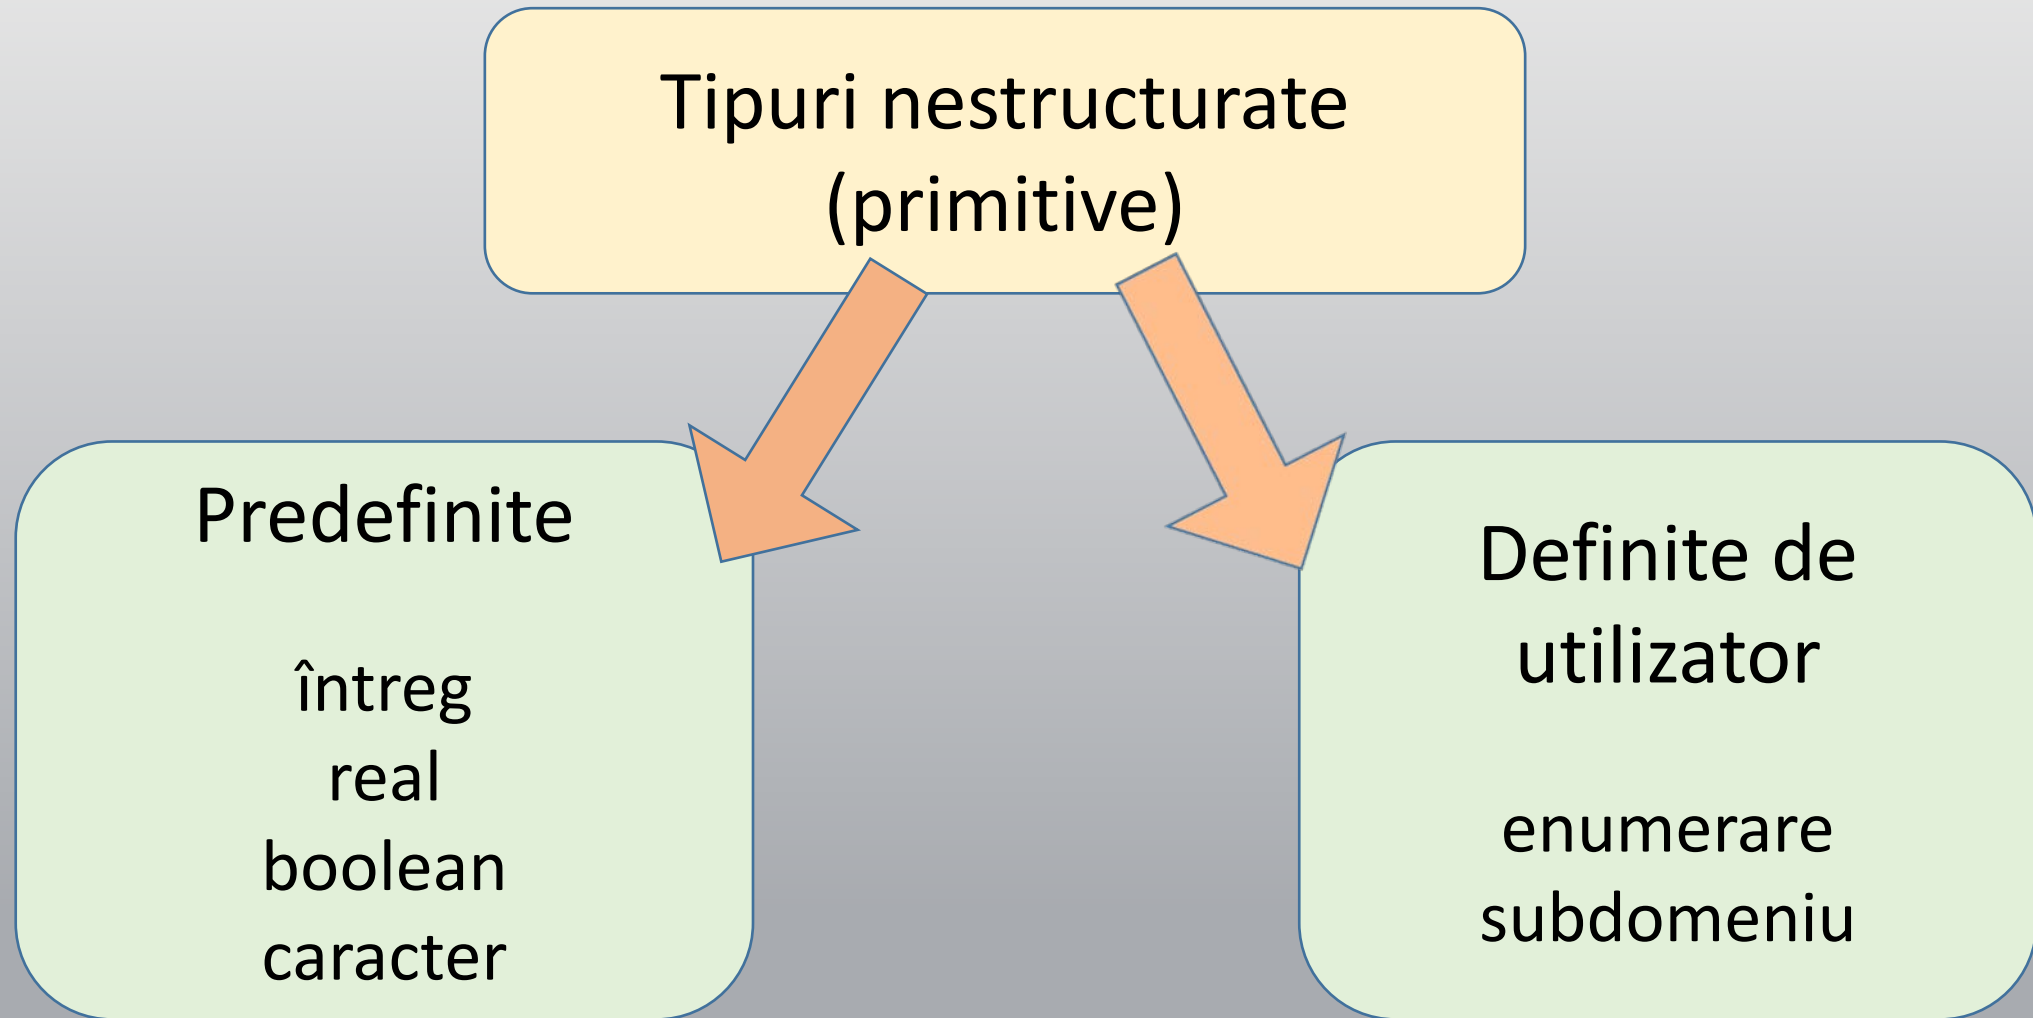 Tipuri nestructurate
(primitive)
Predefinite
întreg
real
boolean
caracter
Definite de
utilizator
enumerare
subdomeniu